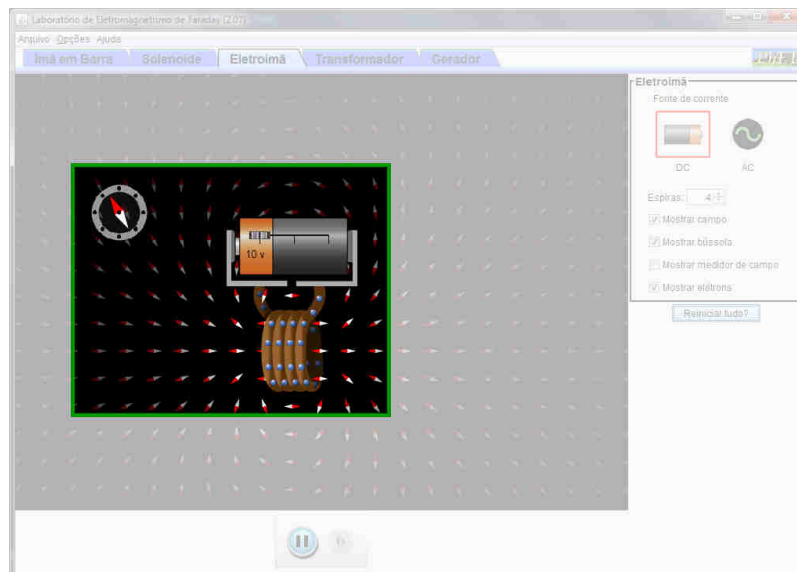 Laboratório de Eletromagnetismo de Faraday (2.07)
Arquivo Opções Ajuda
Ímã em Barra Solenoide Eletroímã Transformador Gerador
Eletroímã
Fonte de corrente
DC AC
Espiras: 4
Mostrar campo
Mostrar bússola
Mostrar medidor de campo
Mostrar elétrons
Reiniciar tudo?
10 v